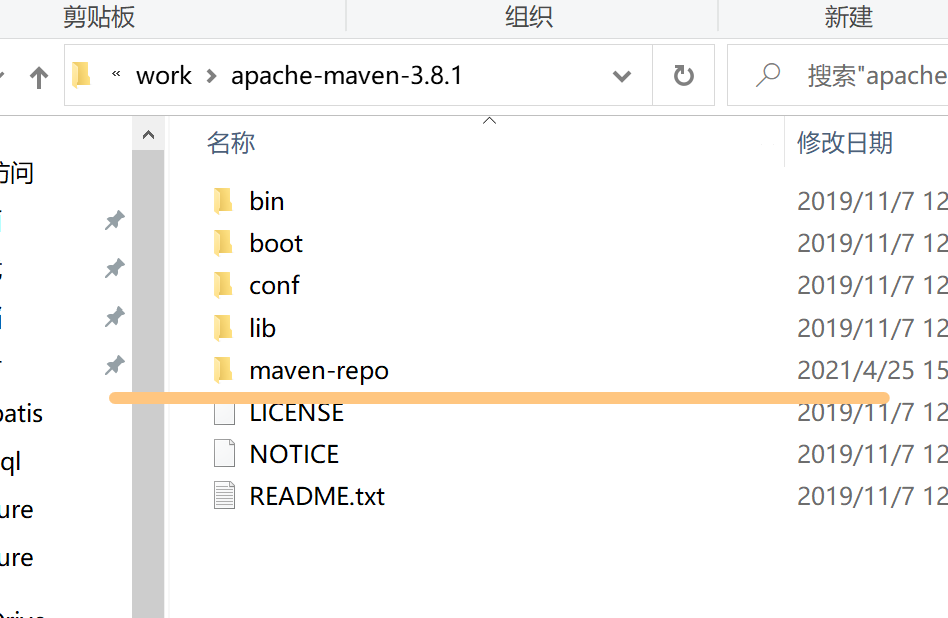 剪贴板 组织 新建
« work > apache-maven-3.8.1 搜索"apache
名称 修改日期
bin 2019/11/7 12
boot 2019/11/7 12
conf 2019/11/7 12
lib 2019/11/7 12
maven-repo 2021/4/25 15
LICENSE 2019/11/7 12
NOTICE 2019/11/7 12
README.txt 2019/11/7 12
访问
batis
ql
ure
ure